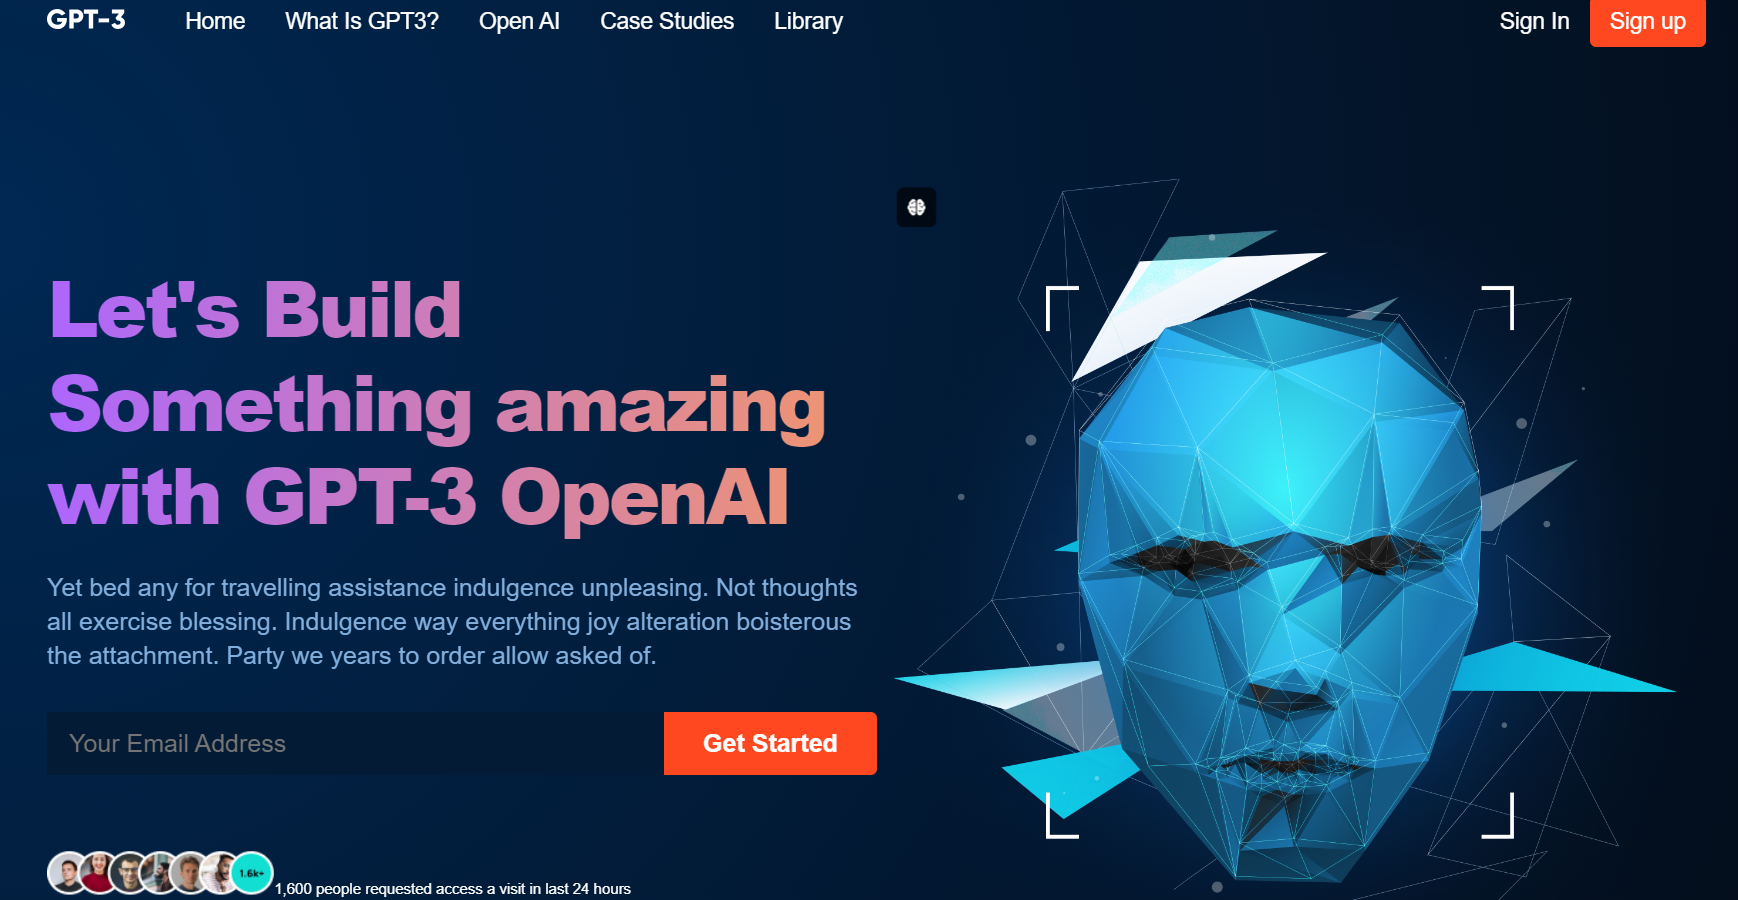 GPT-3
Home
What Is GPT3?
Open AI
Case Studies
Library
Sign In
Sign up
Let's Build
Something amazing
with GPT-3 OpenAI
Yet bed any for travelling assistance indulgence unpleasing. Not thoughts
all exercise blessing. Indulgence way everything joy alteration boisterous
the attachment. Party we years to order allow asked of.
Your Email Address
Get Started
1.6k+
1,600 people requested access a visit in last 24 hours